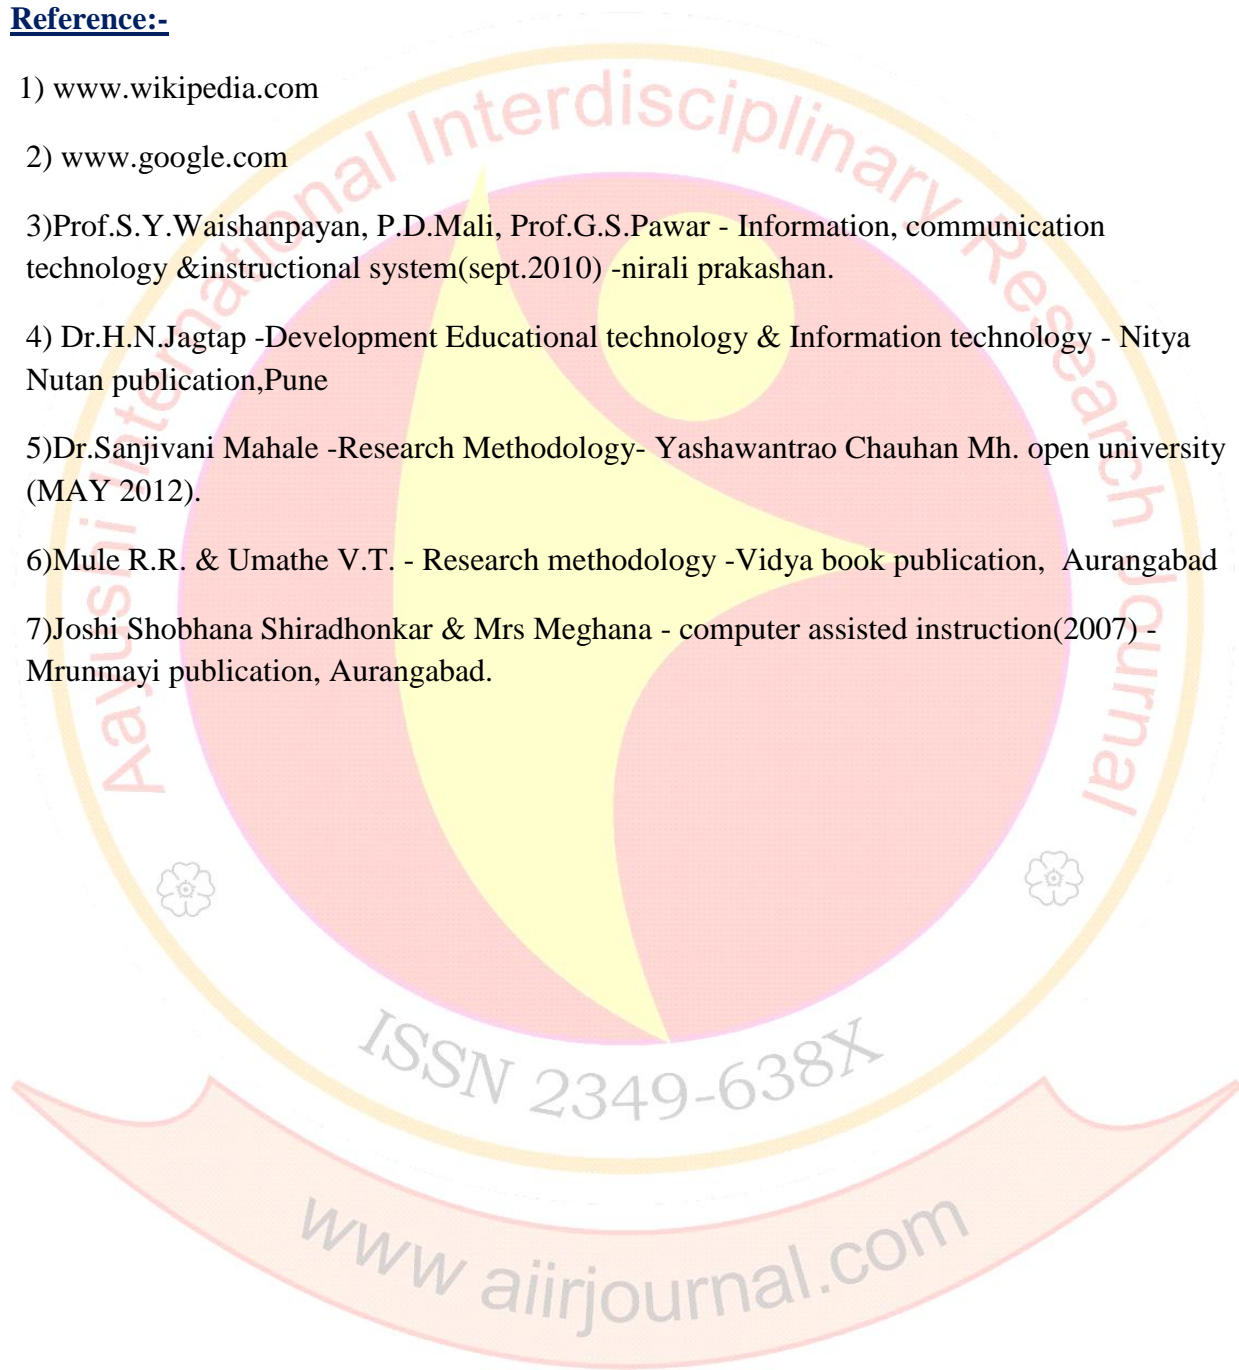 Reference:-
1) www.wikipedia.com
2) www.google.com
3)Prof.S.Y.Waishanpayan, P.D.Mali, Prof.G.S.Pawar - Information, communication
technology &instructional system(sept.2010) -nirali prakashan.
4) Dr.H.N.Jagtap -Development Educational technology & Information technology - Nitya
Nutan publication,Pune
5)Dr.Sanjivani Mahale -Research Methodology- Yashawantrao Chauhan Mh. open university
(MAY 2012).
6)Mule R.R. & Umathe V.T. - Research methodology -Vidya book publication,  Aurangabad
7)Joshi Shobhana Shiradhonkar & Mrs Meghana - computer assisted instruction(2007) -
Mrunmayi publication, Aurangabad.
Aayushi International Interdisciplinary Research Journal
ISSN 2349-638X
www aiirjournal.com